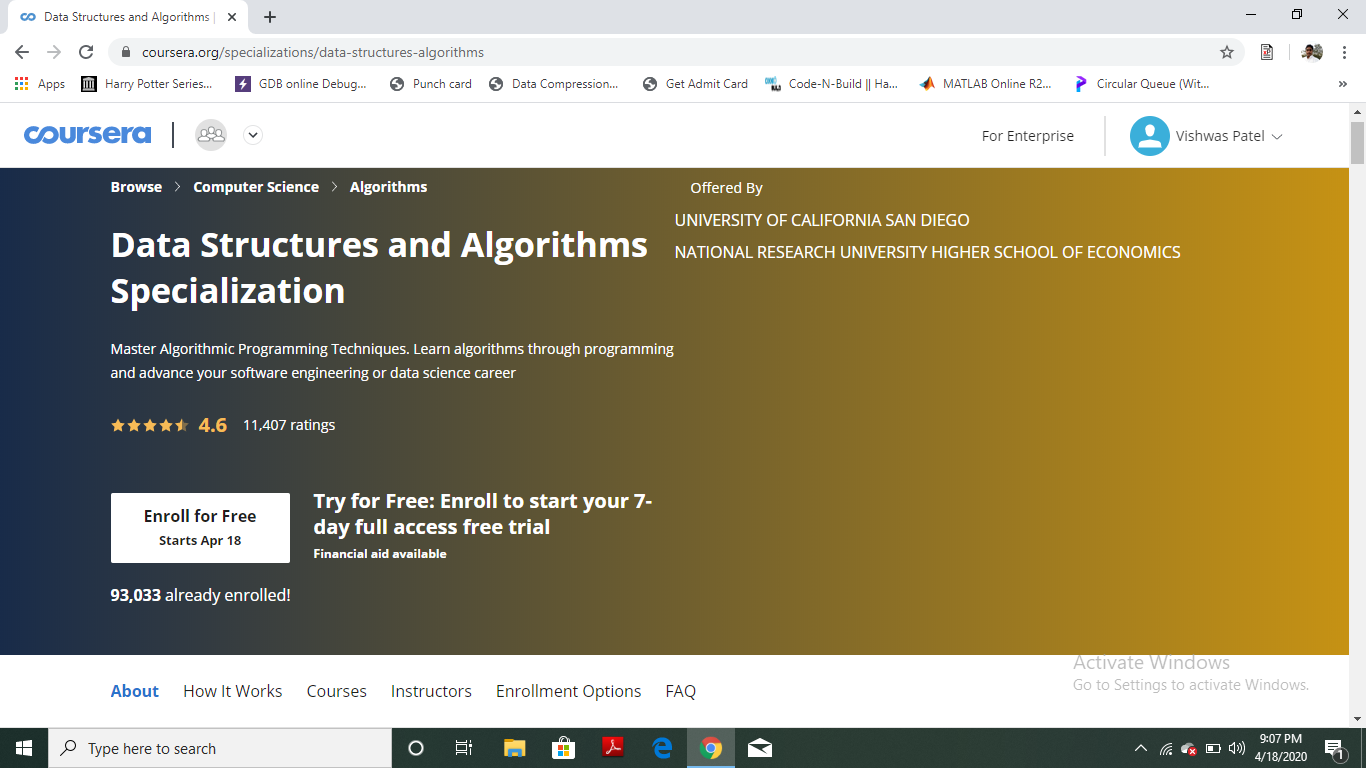 Data Structures and Algorithms |
coursera.org/specializations/data-structures-algorithms
Apps Harry Potter Series... GDB online Debug... Punch card Data Compression... Get Admit Card Code-N-Build || Ha... MATLAB Online R2... Circular Queue (Wit...
coursera
For Enterprise
Vishwas Patel
Browse > Computer Science > Algorithms
Data Structures and Algorithms
Specialization
Master Algorithmic Programming Techniques. Learn algorithms through programming
and advance your software engineering or data science career
4.6 11,407 ratings
Enroll for Free
Starts Apr 18
Try for Free: Enroll to start your 7-
day full access free trial
Financial aid available
93,033 already enrolled!
Offered By
UNIVERSITY OF CALIFORNIA SAN DIEGO
NATIONAL RESEARCH UNIVERSITY HIGHER SCHOOL OF ECONOMICS
Activate Windows
Go to Settings to activate Windows.
About How It Works Courses Instructors Enrollment Options FAQ
Type here to search
9:07 PM
4/18/2020
1